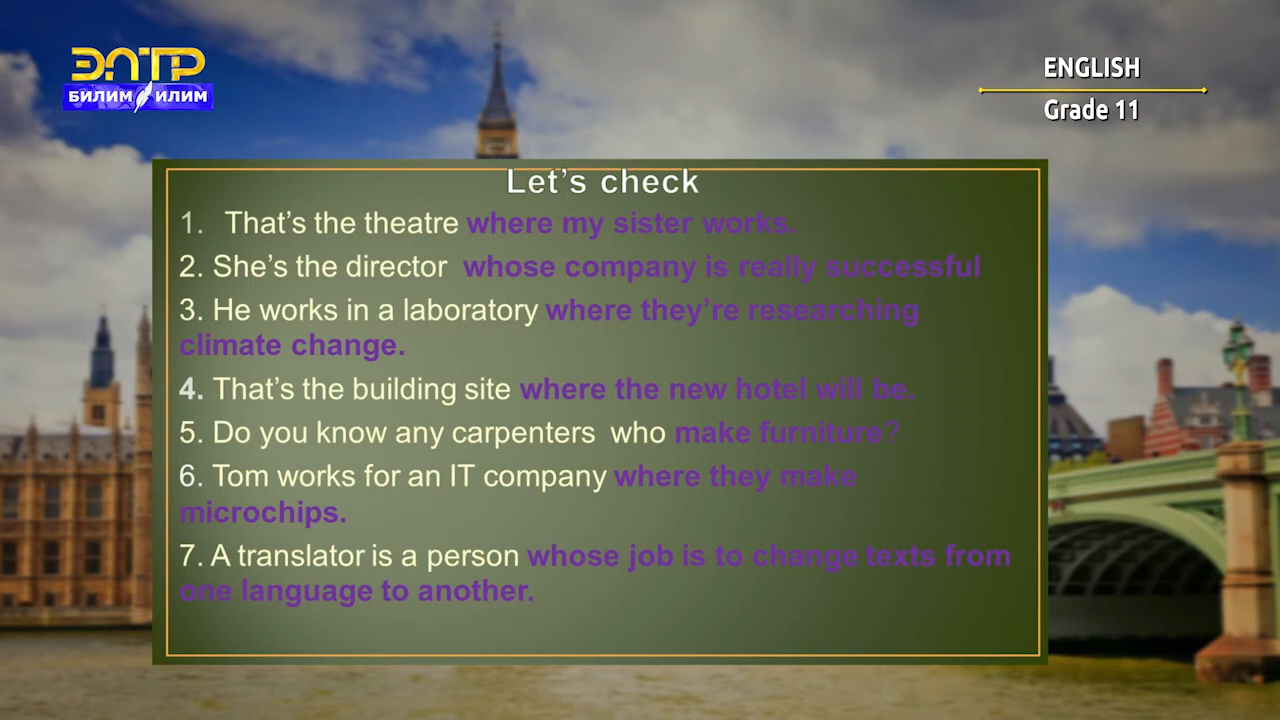 ЭЛТР
БИЛИМ ИЛИМ
ENGLISH
Grade 11
Let’s check
1. That’s the theatre where my sister works.
2. She’s the director whose company is really successful
3. He works in a laboratory where they’re researching
climate change.
4. That’s the building site where the new hotel will be.
5. Do you know any carpenters who make furniture?
6. Tom works for an IT company where they make
microchips.
7. A translator is a person whose job is to change texts from
one language to another.